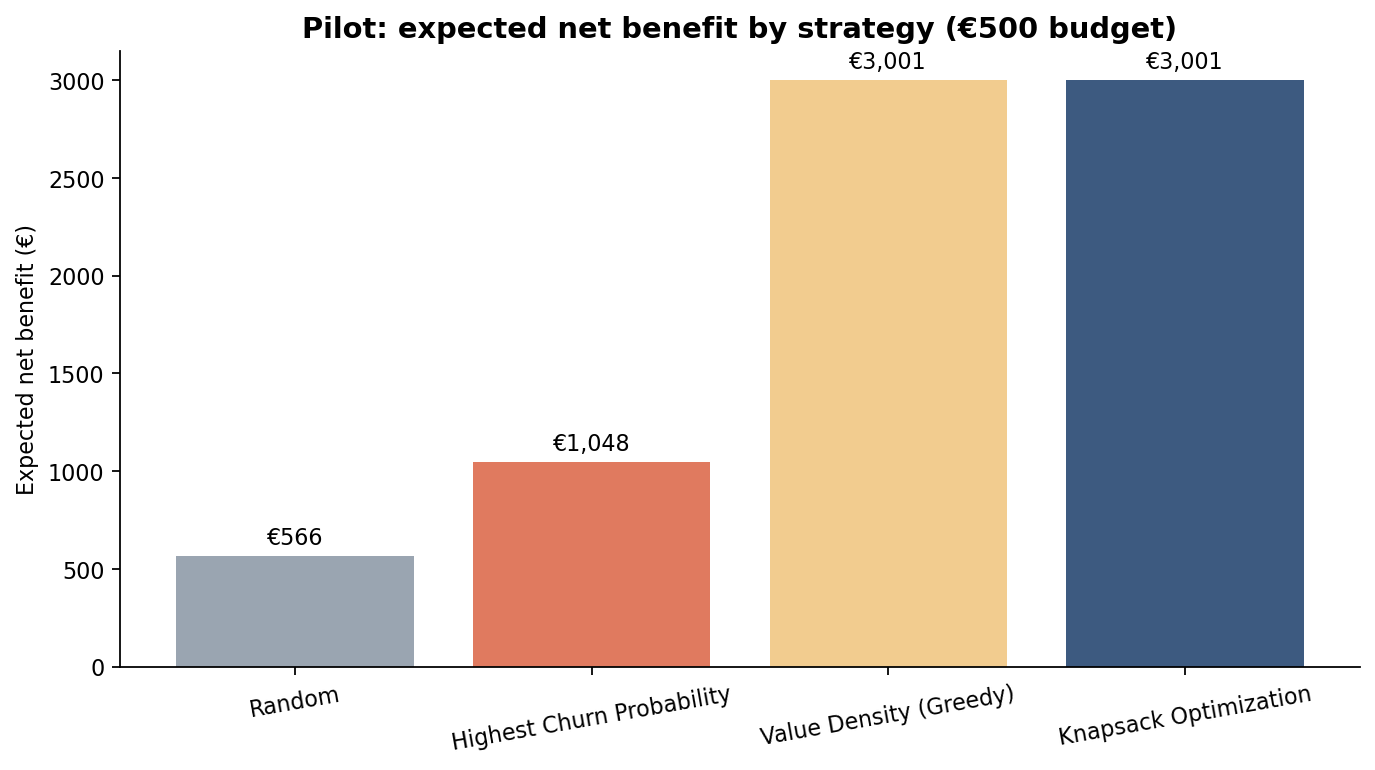 Pilot: expected net benefit by strategy (€500 budget)
€3,001
€3,001
€1,048
€566
Expected net benefit (€)
3000
2500
2000
1500
1000
500
0
Random
Highest Churn Probability
Value Density (Greedy)
Knapsack Optimization